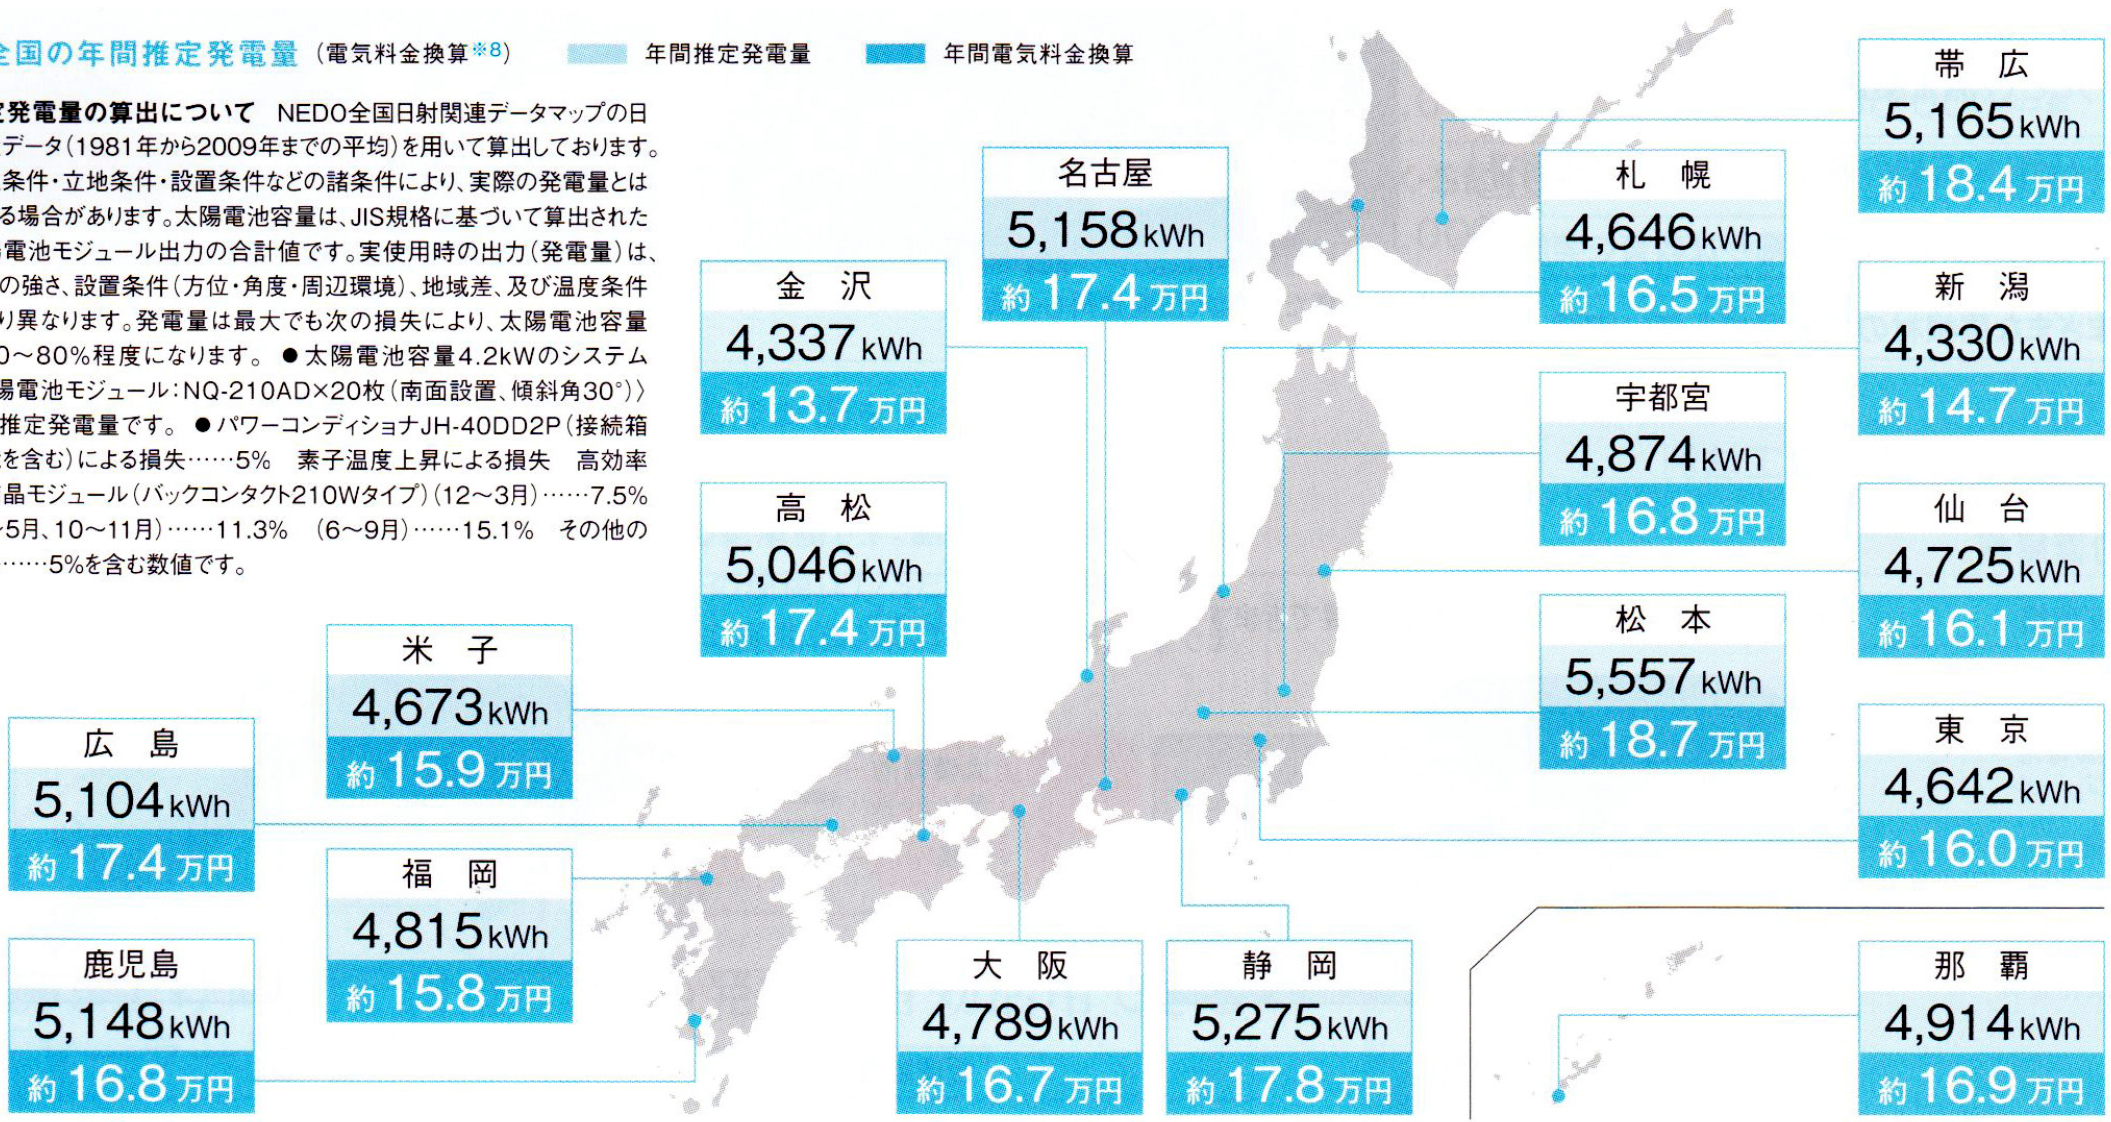 全国の年間推定発電量（電気料金換算※8）
年間推定発電量
年間電気料金換算
定発電量の算出について NEDO全国日射関連データマップの日
データ（1981年から2009年までの平均）を用いて算出しております。
条件・立地条件・設置条件などの諸条件により、実際の発電量とは
る場合があります。太陽電池容量は、JIS規格に基づいて算出された
電池モジュール出力の合計値です。実使用時の出力（発電量）は、
の強さ、設置条件（方位・角度・周辺環境）、地域差、及び温度条件
り異なります。発電量は最大でも次の損失により、太陽電池容量
0～80%程度になります。 ●太陽電池容量4.2kWのシステム
陽電池モジュール：NQ-210AD×20枚（南面設置、傾斜角30°）〉
推定発電量です。 ●パワーコンディショナJH-40DD2P（接続箱
を含む）による損失……5% 素子温度上昇による損失 高効率
晶モジュール（バックコンタクト210Wタイプ）（12～3月）……7.5%
～5月、10～11月）……11.3% （6～9月）……15.1% その他の
……5%を含む数値です。
帯広
5,165kWh
約18.4万円
名古屋
5,158kWh
約17.4万円
札幌
4,646kWh
約16.5万円
金沢
4,337kWh
約13.7万円
新潟
4,330kWh
約14.7万円
宇都宮
4,874kWh
約16.8万円
高松
5,046kWh
約17.4万円
仙台
4,725kWh
約16.1万円
松本
5,557kWh
約18.7万円
米子
4,673kWh
約15.9万円
東京
4,642kWh
約16.0万円
広島
5,104kWh
約17.4万円
福岡
4,815kWh
約15.8万円
鹿児島
5,148kWh
約16.8万円
大阪
4,789kWh
約16.7万円
静岡
5,275kWh
約17.8万円
那覇
4,914kWh
約16.9万円